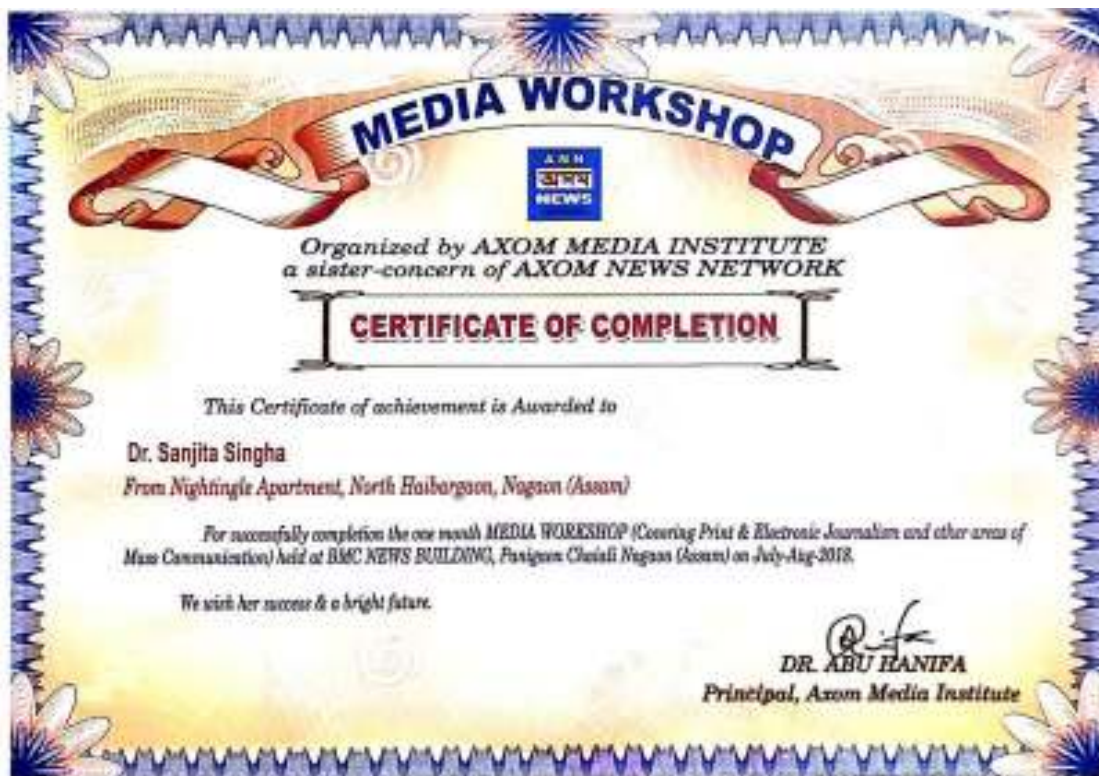 MEDIA WORKSHOP
ANN
অসম
NEWS
Organized by AXOM MEDIA INSTITUTE
a sister-concern of AXOM NEWS NETWORK
CERTIFICATE OF COMPLETION
This Certificate of achievement is Awarded to
Dr. Sanjita Singha
From Nightingle Apartment, North Haibargaon, Nagaon (Assam)
For successfully completion the one month MEDIA WORKSHOP (Covering Print & Electronic Journalism and other areas of
Mass Communication) held at BMC NEWS BUILDING, Panigaon Chaiali Nagaon (Assam) on July-Aug-2018.
We wish her success & a bright future.
DR. ABU HANIFA
Principal, Axom Media Institute